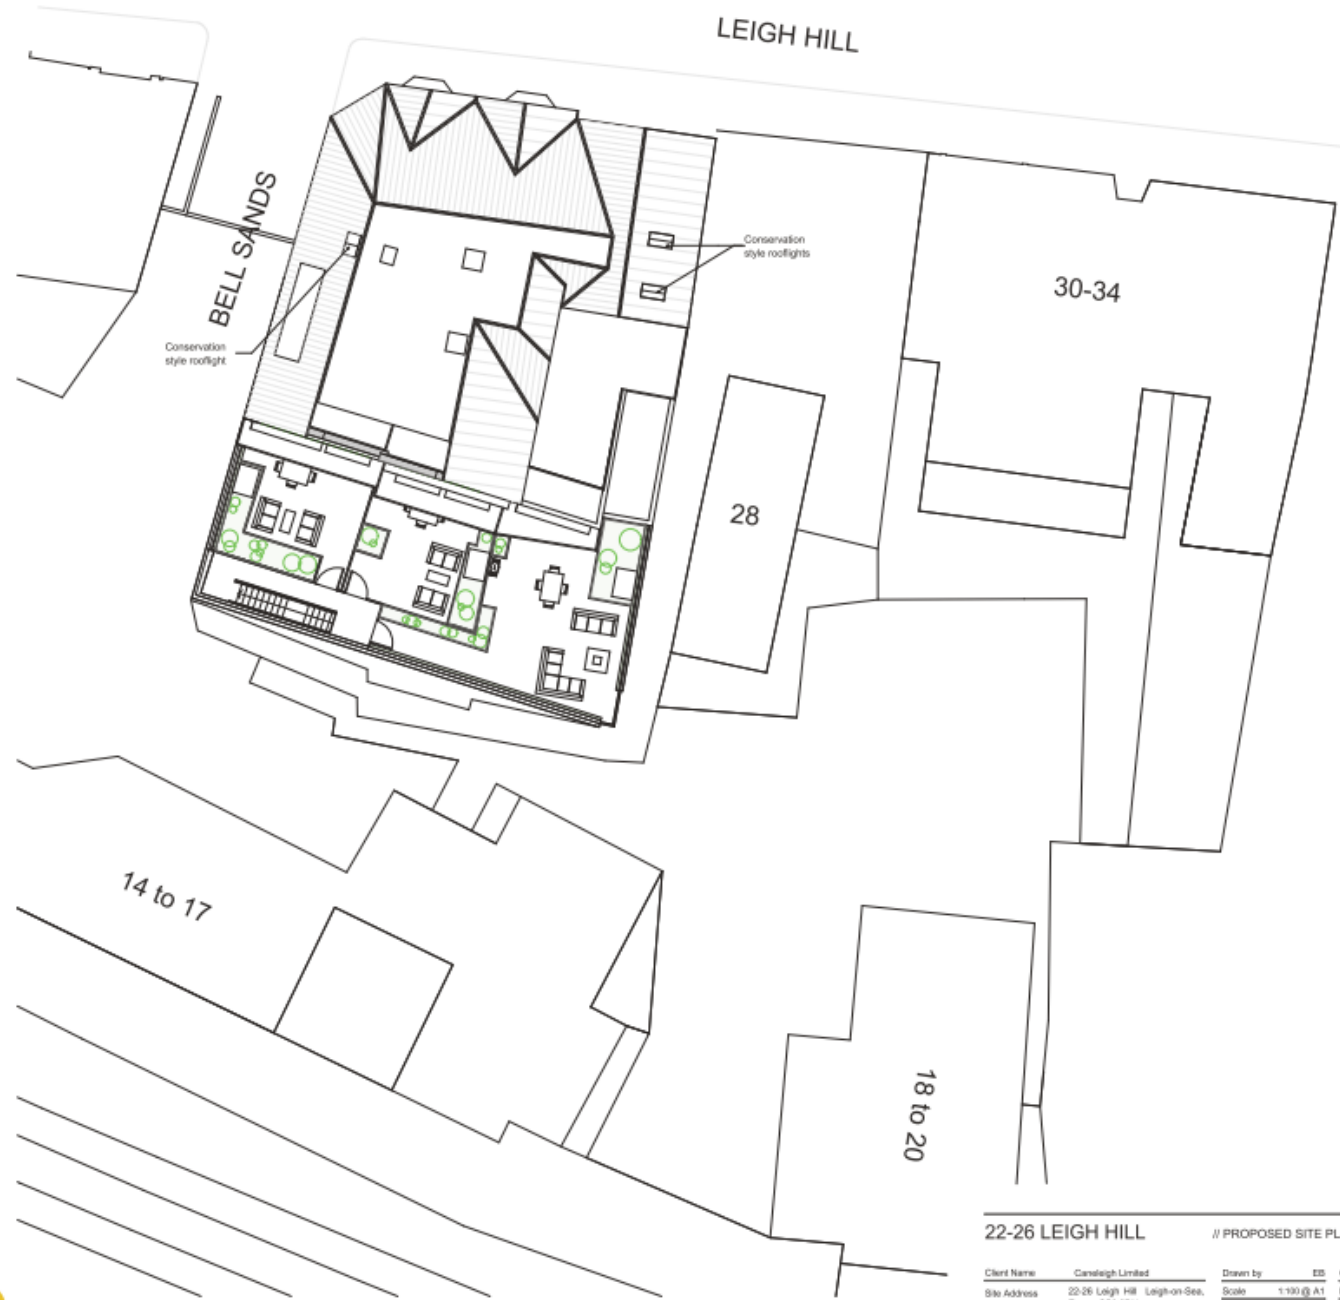 LEIGH HILL
BELL SANDS
Conservation
style rooflights
30-34
Conservation
style rooflight
28
14 to 17
18 to 20
22-26 LEIGH HILL // PROPOSED SITE PL
Client Name Caneleigh Limited Drawn by EB
Site Address 22-26 Leigh Hill Leigh-on-Sea, Scale 1:100 @ A1